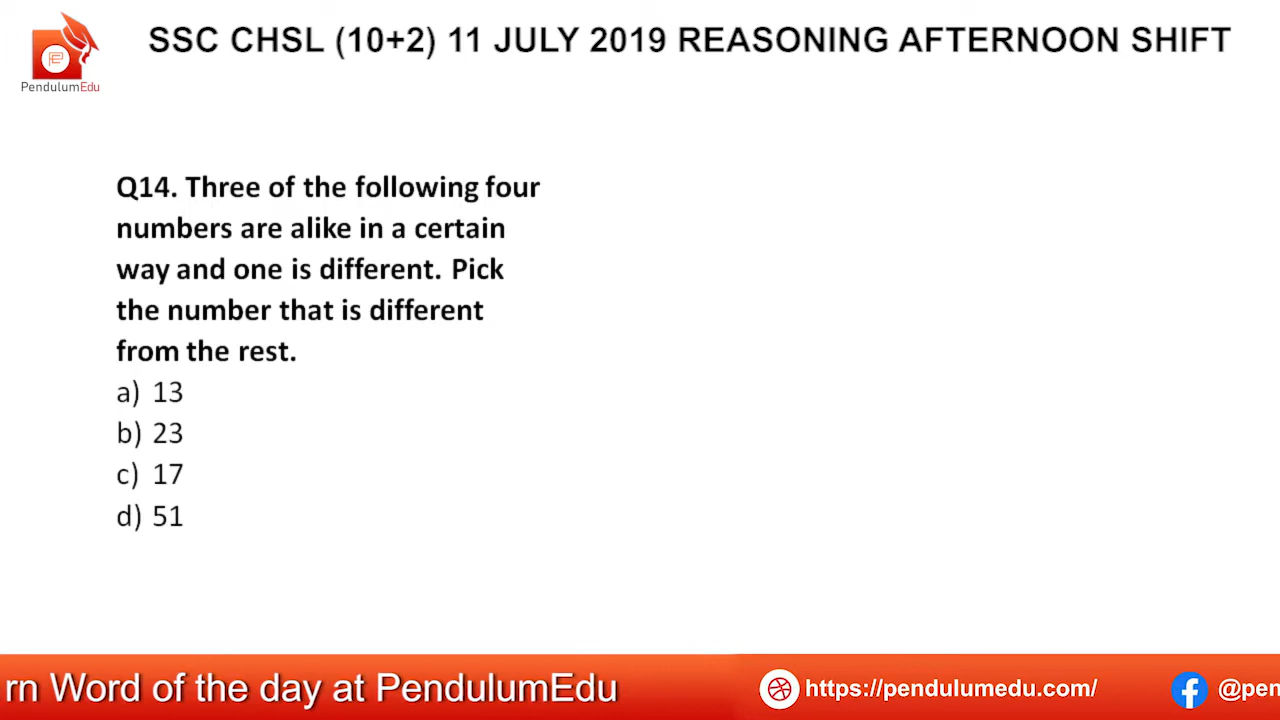 SSC CHSL (10+2) 11 JULY 2019 REASONING AFTERNOON SHIFT
PendulumEdu
Q14. Three of the following four
numbers are alike in a certain
way and one is different. Pick
the number that is different
from the rest.
a) 13
b) 23
c) 17
d) 51
rn Word of the day at PendulumEdu
https://pendulumedu.com/
@pen